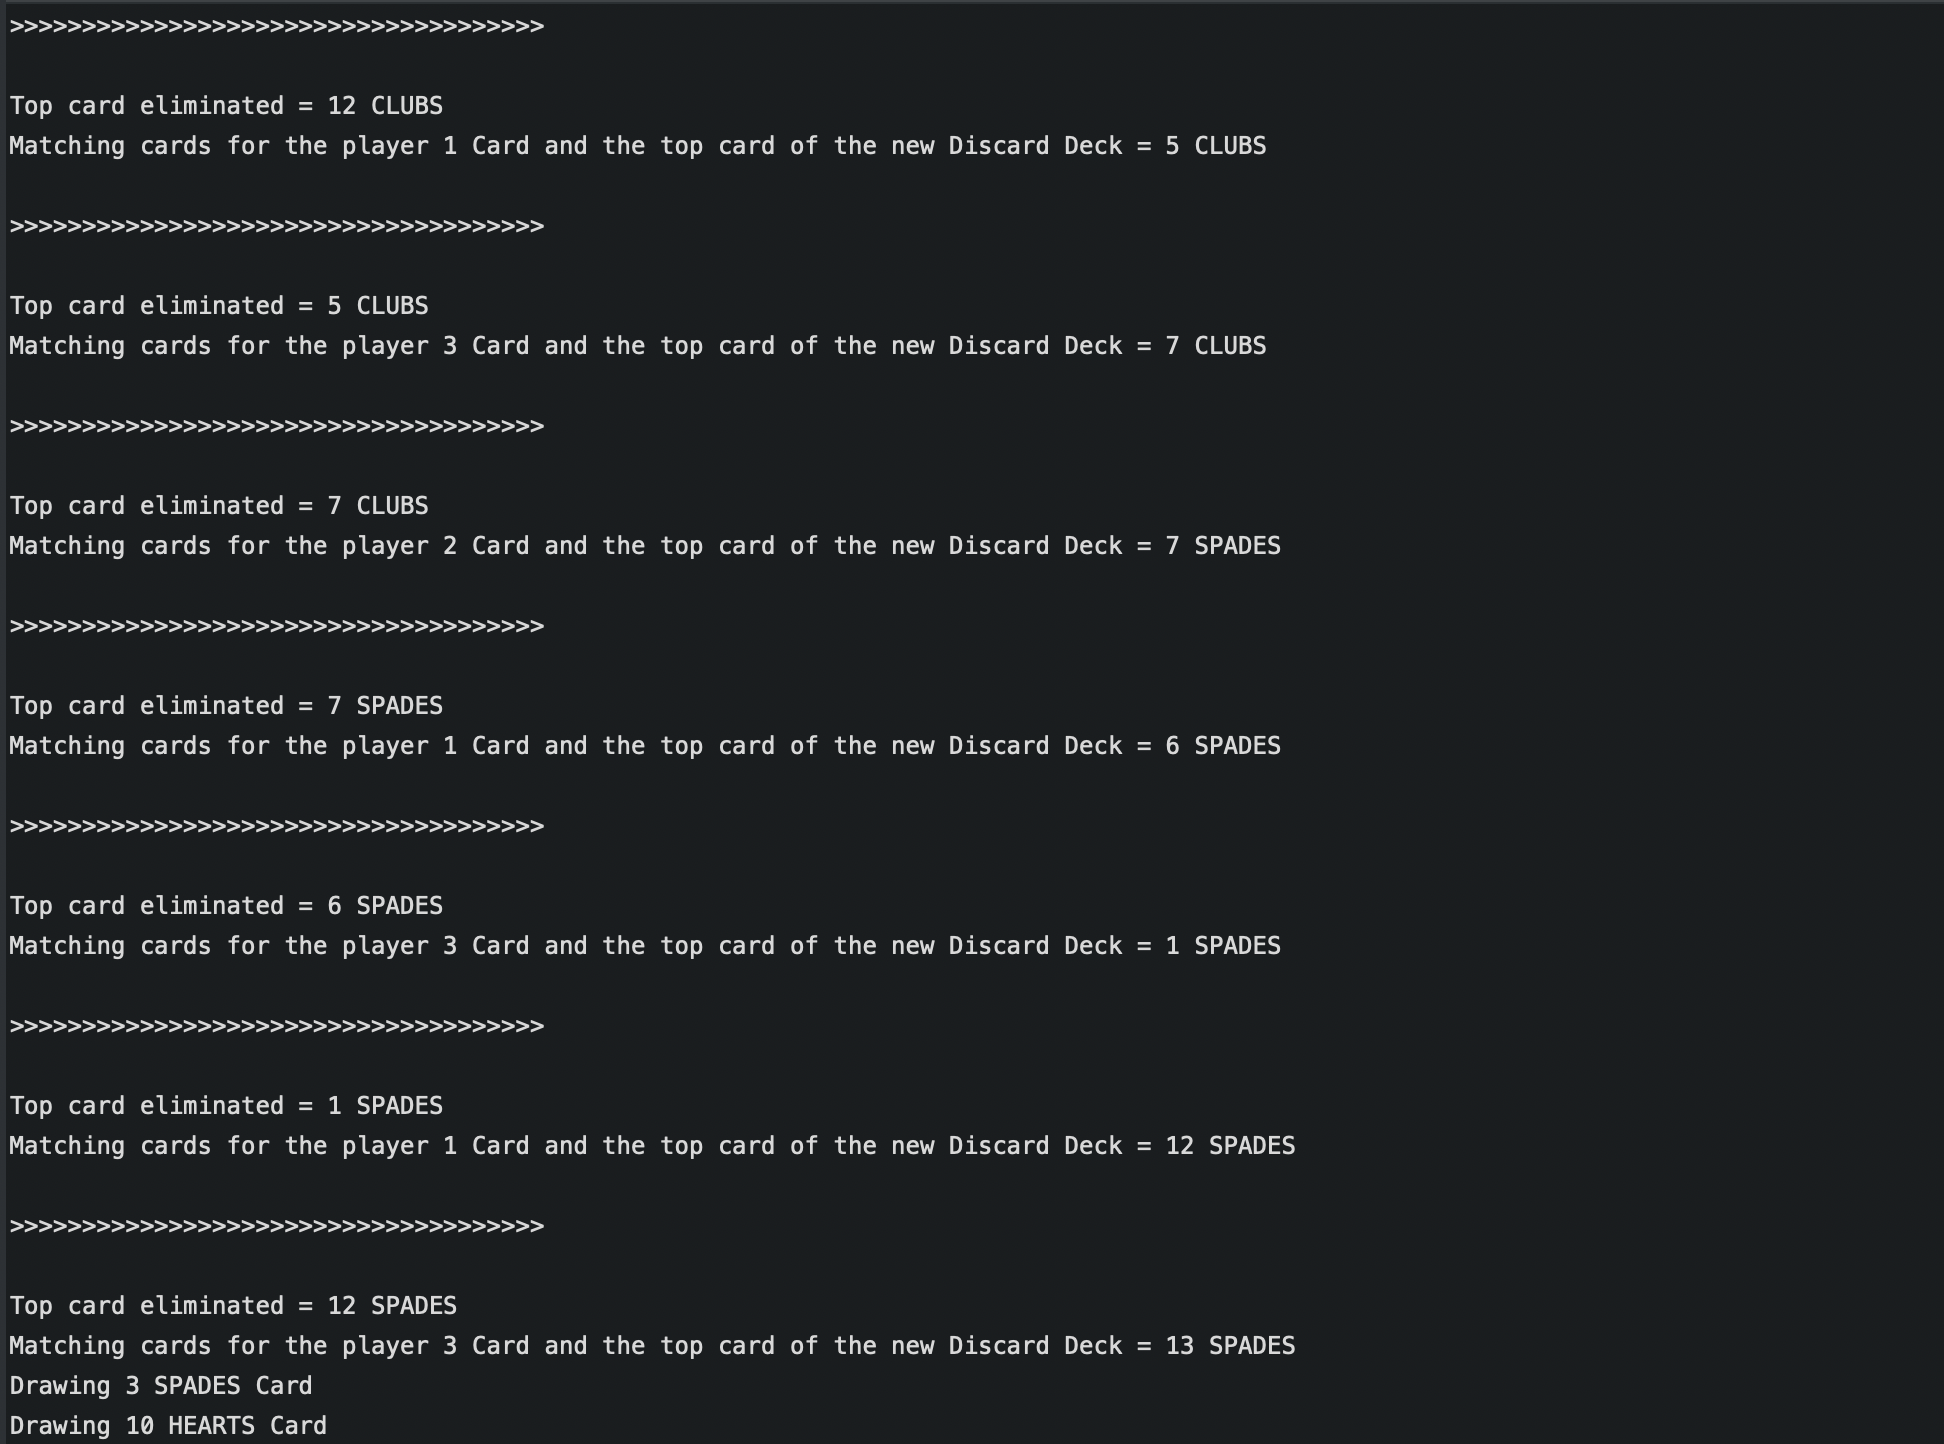 >>>>>>>>>>>>>>>>>>>>>>>>>>>>>>>>>>>>>
Top card eliminated = 12 CLUBS
Matching cards for the player 1 Card and the top card of the new Discard Deck = 5 CLUBS
>>>>>>>>>>>>>>>>>>>>>>>>>>>>>>>>>>>>>
Top card eliminated = 5 CLUBS
Matching cards for the player 3 Card and the top card of the new Discard Deck = 7 CLUBS
>>>>>>>>>>>>>>>>>>>>>>>>>>>>>>>>>>>>>
Top card eliminated = 7 CLUBS
Matching cards for the player 2 Card and the top card of the new Discard Deck = 7 SPADES
>>>>>>>>>>>>>>>>>>>>>>>>>>>>>>>>>>>>>
Top card eliminated = 7 SPADES
Matching cards for the player 1 Card and the top card of the new Discard Deck = 6 SPADES
>>>>>>>>>>>>>>>>>>>>>>>>>>>>>>>>>>>>>
Top card eliminated = 6 SPADES
Matching cards for the player 3 Card and the top card of the new Discard Deck = 1 SPADES
>>>>>>>>>>>>>>>>>>>>>>>>>>>>>>>>>>>>>
Top card eliminated = 1 SPADES
Matching cards for the player 1 Card and the top card of the new Discard Deck = 12 SPADES
>>>>>>>>>>>>>>>>>>>>>>>>>>>>>>>>>>>>>
Top card eliminated = 12 SPADES
Matching cards for the player 3 Card and the top card of the new Discard Deck = 13 SPADES
Drawing 3 SPADES Card
Drawing 10 HEARTS Card